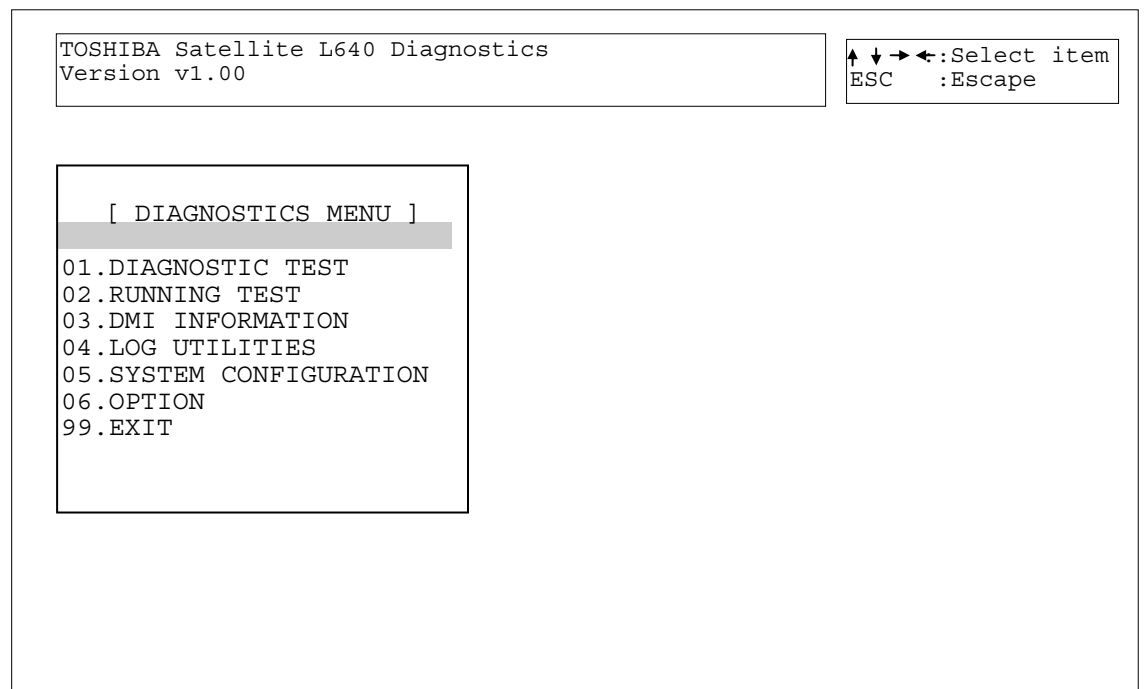 TOSHIBA Satellite L640 Diagnostics
Version v1.00
↑ ↓ → ←:Select item
ESC :Escape
[ DIAGNOSTICS MENU ]
01.DIAGNOSTIC TEST
02.RUNNING TEST
03.DMI INFORMATION
04.LOG UTILITIES
05.SYSTEM CONFIGURATION
06.OPTION
99.EXIT